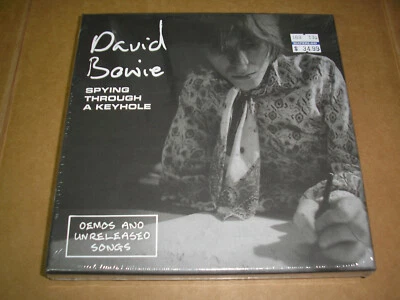 David
Bowie
SPYING
THROUGH
A KEYHOLE
$ 34.99
DEMOS AND
UNRELEASED
SONGS